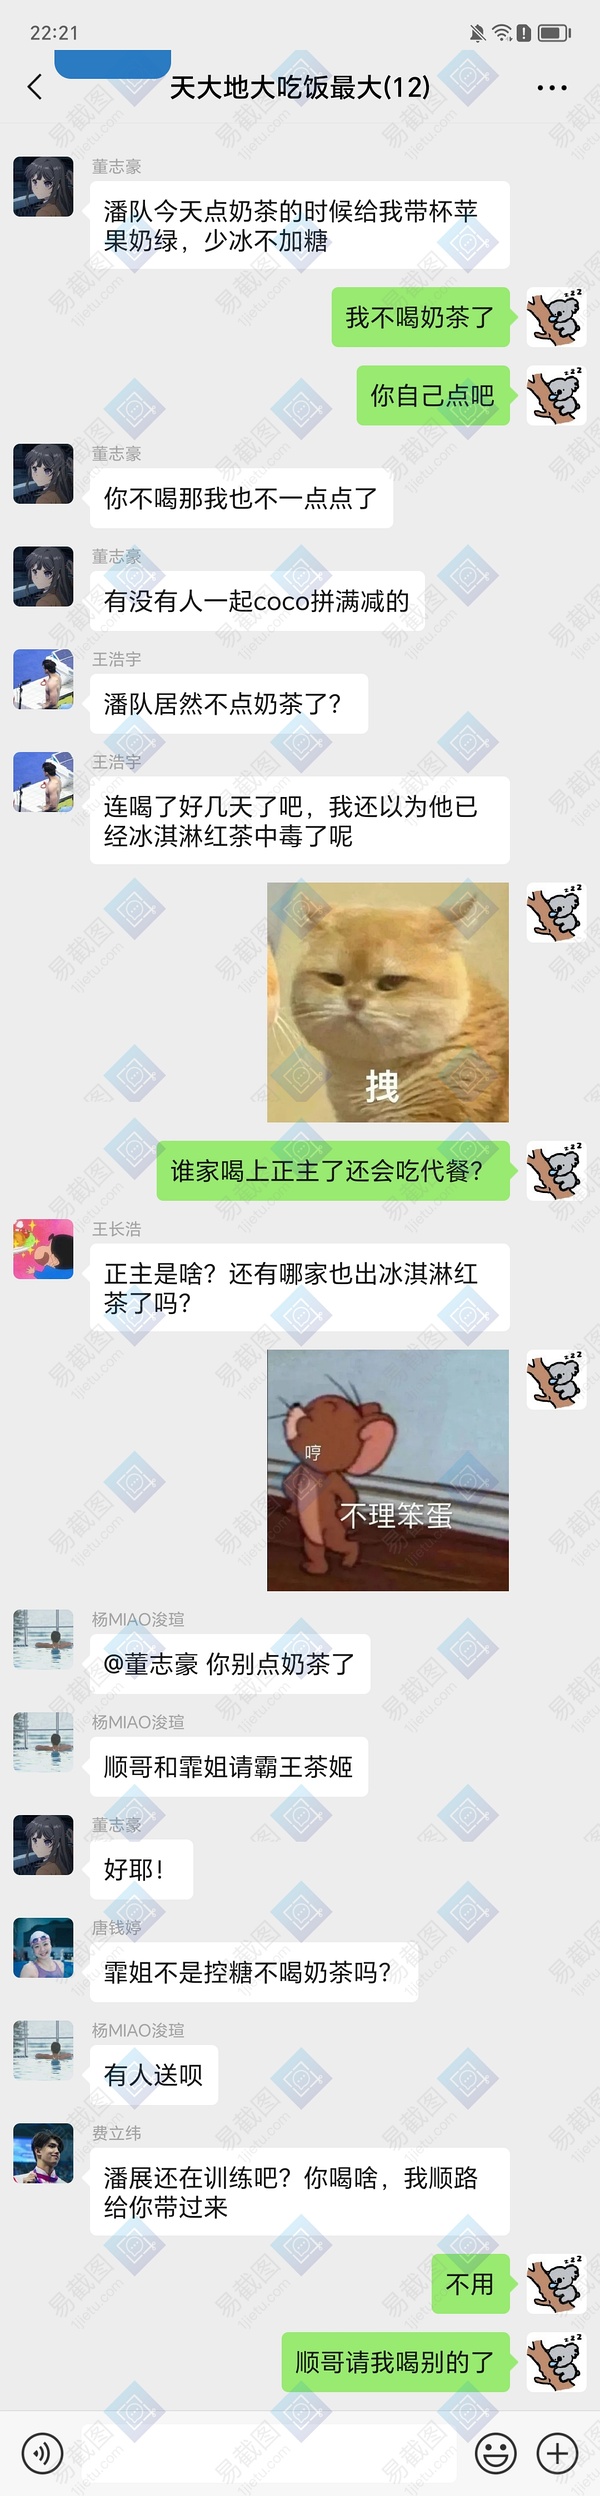 22:21
天大地大吃饭最大(12)
董志豪
潘队今天点奶茶的时候给我带杯苹
果奶绿，少冰不加糖
我不喝奶茶了
你自己点吧
董志豪
你不喝那我也不一点点了
董志豪
有没有人一起coco拼满减的
王浩宇
潘队居然不点奶茶了？
王浩宇
连喝了好几天了吧，我还以为他已
经冰淇淋红茶中毒了呢
拽
谁家喝上正主了还会吃代餐？
王长浩
正主是啥？还有哪家也出冰淇淋红
茶了吗？
哼
不理笨蛋
杨MIAO浚瑄
@董志豪 你别点奶茶了
杨MIAO浚瑄
顺哥和霏姐请霸王茶姬
董志豪
好耶！
唐钱婷
霏姐不是控糖不喝奶茶吗？
杨MIAO浚瑄
有人送呗
费立纬
潘展还在训练吧？你喝啥，我顺路
给你带过来
不用
顺哥请我喝别的了
易截图
1jietu.com